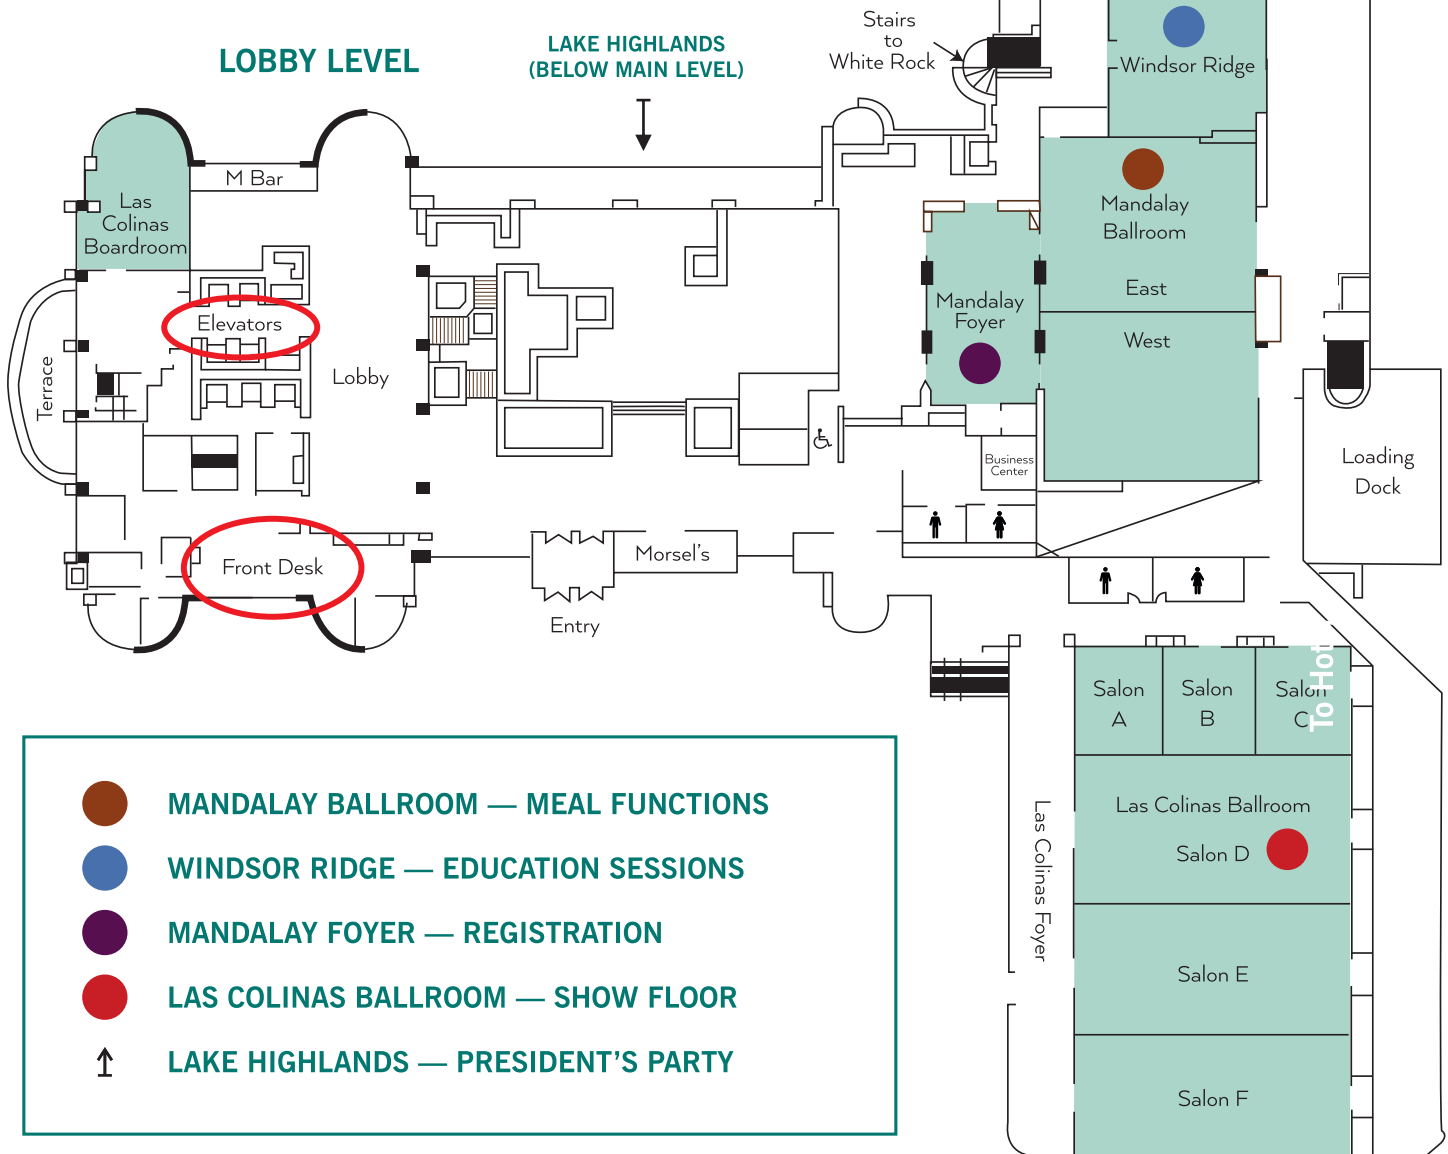 LOBBY LEVEL
LAKE HIGHLANDS
(BELOW MAIN LEVEL)
Stairs
to
White Rock
Windsor Ridge
M Bar
Las
Colinas
Boardroom
Mandalay
Ballroom
East
West
Mandalay
Foyer
Elevators
Lobby
Terrace
Business
Center
Loading
Dock
Front Desk
Morsel's
Entry
Salon
A
Salon
B
Salon
C
To Hot
Las Colinas Ballroom
Salon D
Las Colinas Foyer
Salon E
Salon F
MANDALAY BALLROOM — MEAL FUNCTIONS
WINDSOR RIDGE — EDUCATION SESSIONS
MANDALAY FOYER — REGISTRATION
LAS COLINAS BALLROOM — SHOW FLOOR
LAKE HIGHLANDS — PRESIDENT'S PARTY